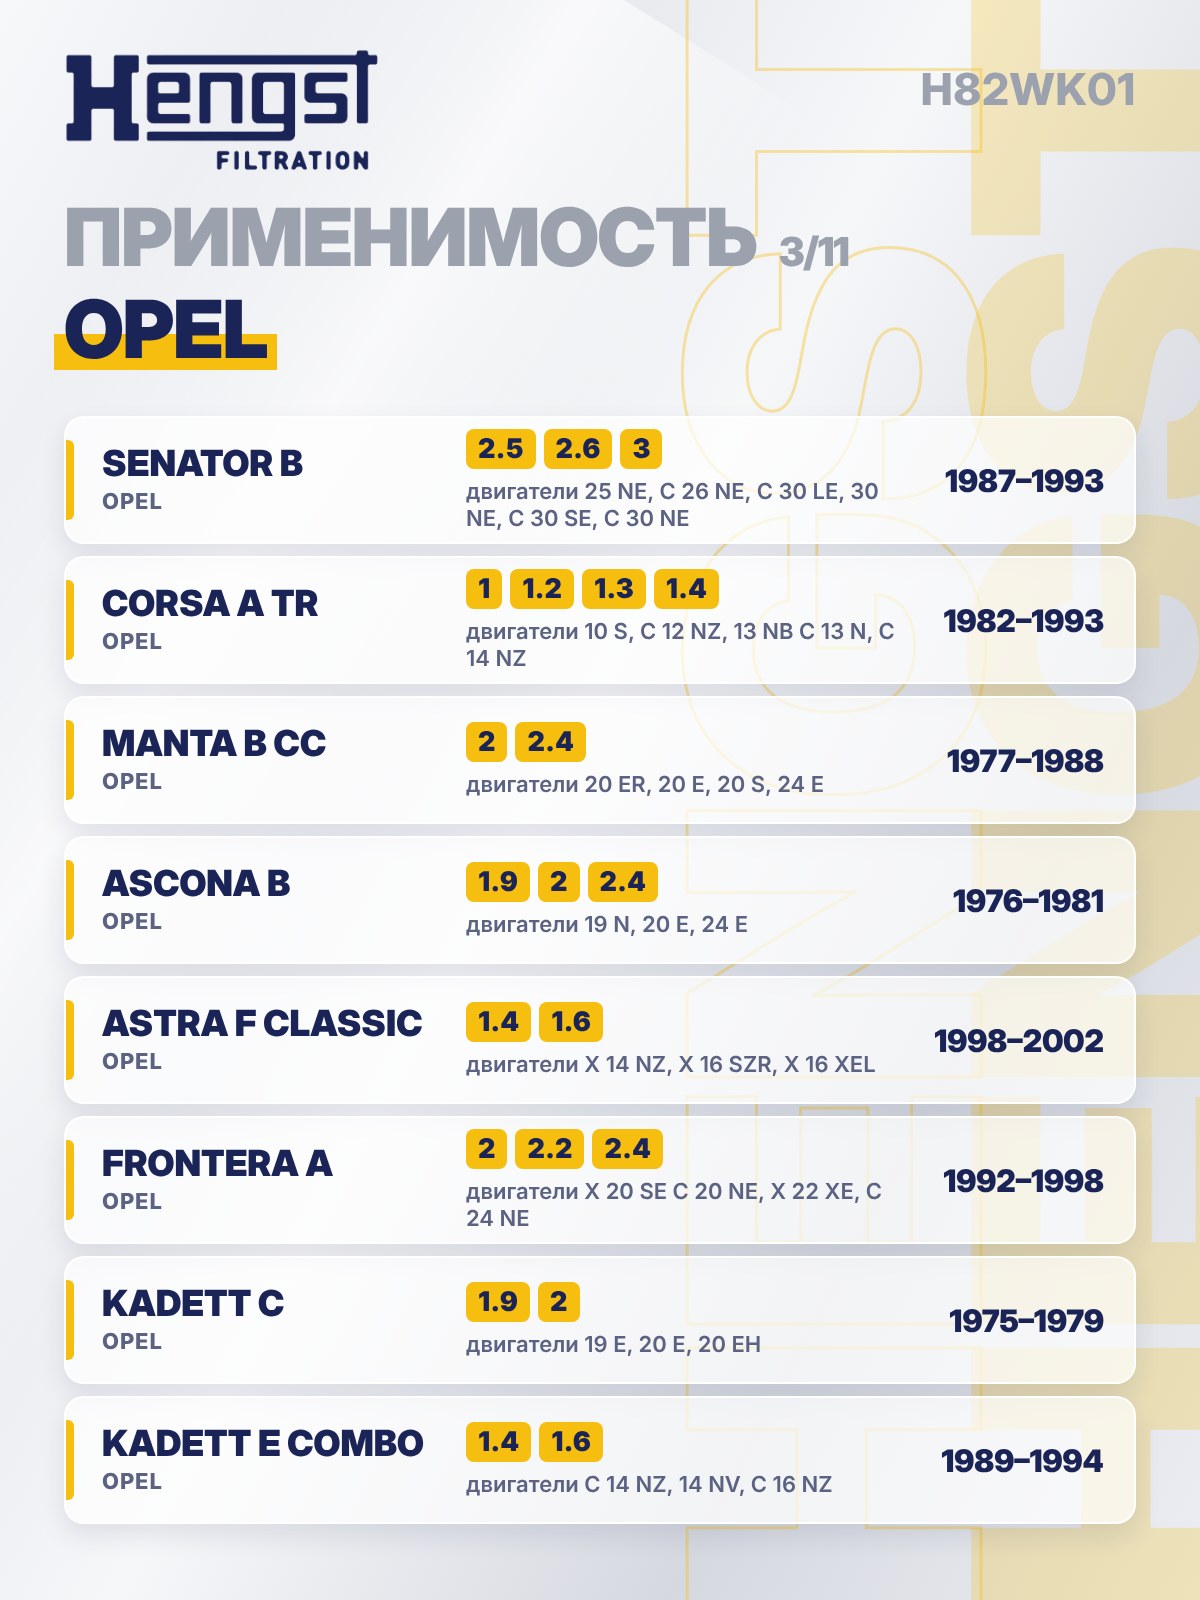 Hengst
FILTRATION
H82WK01
ПРИМЕНИМОСТЬ 3/11
OPEL
SENATOR B
OPEL
2.5 2.6 3
двигатели 25 NE, C 26 NE, C 30 LE, 30
NE, C 30 SE, C 30 NE
1987–1993
CORSA A TR
OPEL
1 1.2 1.3 1.4
двигатели 10 S, C 12 NZ, 13 NB C 13 N, C
14 NZ
1982–1993
MANTA B CC
OPEL
2 2.4
двигатели 20 ER, 20 E, 20 S, 24 E
1977–1988
ASCONA B
OPEL
1.9 2 2.4
двигатели 19 N, 20 E, 24 E
1976–1981
ASTRA F CLASSIC
OPEL
1.4 1.6
двигатели X 14 NZ, X 16 SZR, X 16 XEL
1998–2002
FRONTERA A
OPEL
2 2.2 2.4
двигатели X 20 SE C 20 NE, X 22 XE, C
24 NE
1992–1998
KADETT C
OPEL
1.9 2
двигатели 19 E, 20 E, 20 EH
1975–1979
KADETT E COMBO
OPEL
1.4 1.6
двигатели C 14 NZ, 14 NV, C 16 NZ
1989–1994
HENGST
HENGST